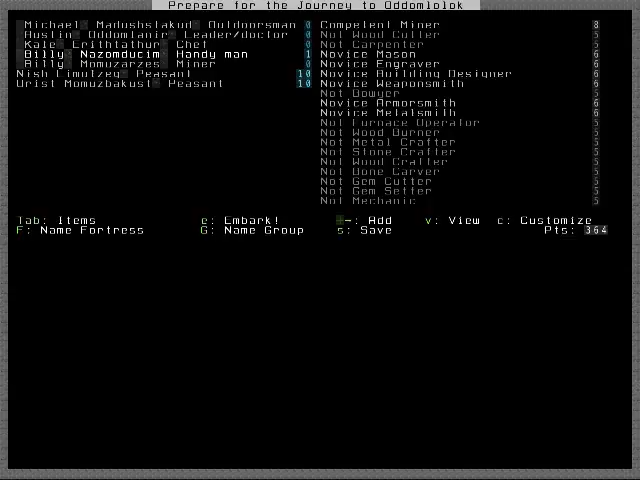 Prepare for the Journey to Oddomlolok
Michael Madushstakud Outdoorsman 0
Austin Oddomlanir Leader/doctor 0
Kale Erithtathur Chef 0
Billy Nazomducim Handy man 1
Billy Momuzarzes Miner 0
Nish Limutzeg Peasant 10
Urist Momuzbakust Peasant 10
Competent Miner 8
Not Wood Cutter 5
Not Carpenter 5
Novice Mason 6
Novice Engraver 6
Novice Building Designer 6
Novice Weaponsmith 6
Not Bowyer 5
Novice Armorsmith 6
Novice Metalsmith 6
Not Furnace Operator 5
Not Wood Burner 5
Not Metal Crafter 5
Not Stone Crafter 5
Not Wood Crafter 5
Not Bone Carver 5
Not Gem Cutter 5
Not Gem Setter 5
Not Mechanic 5
Tab: Items e: Embark! +-: Add v: View c: Customize
F: Name Fortress G: Name Group s: Save Pts: 364